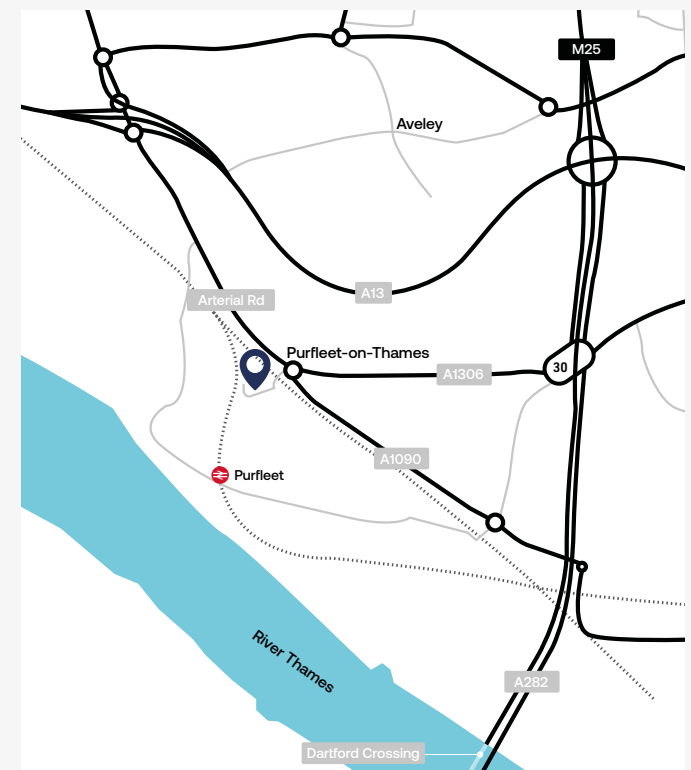 M25
Aveley
A13
Arterial Rd
Purfleet-on-Thames
30
A1306
A1090
Purfleet
River Thames
A282
Dartford Crossing